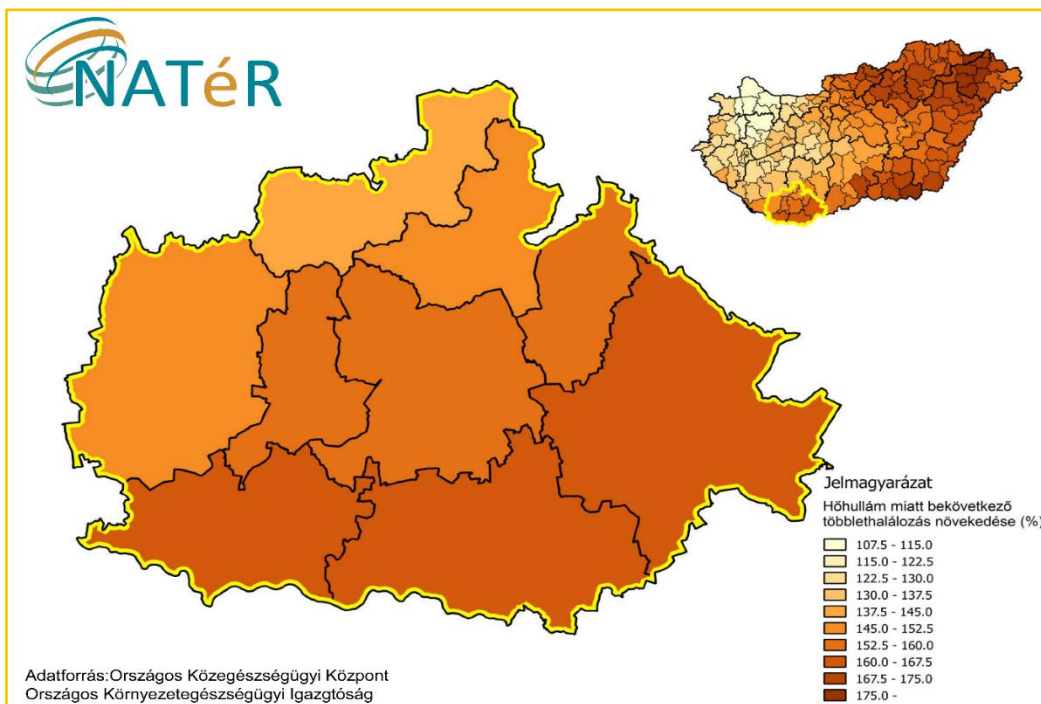 NATéR
Jelmagyarázat
Hőhullám miatt bekövetkező
többlethalálozás növekedése (%)
107.5 - 115.0
115.0 - 122.5
122.5 - 130.0
130.0 - 137.5
137.5 - 145.0
145.0 - 152.5
152.5 - 160.0
160.0 - 167.5
167.5 - 175.0
175.0 -
Adatforrás:Országos Közegészségügyi Központ
Országos Környezetegészségügyi Igazgtóság